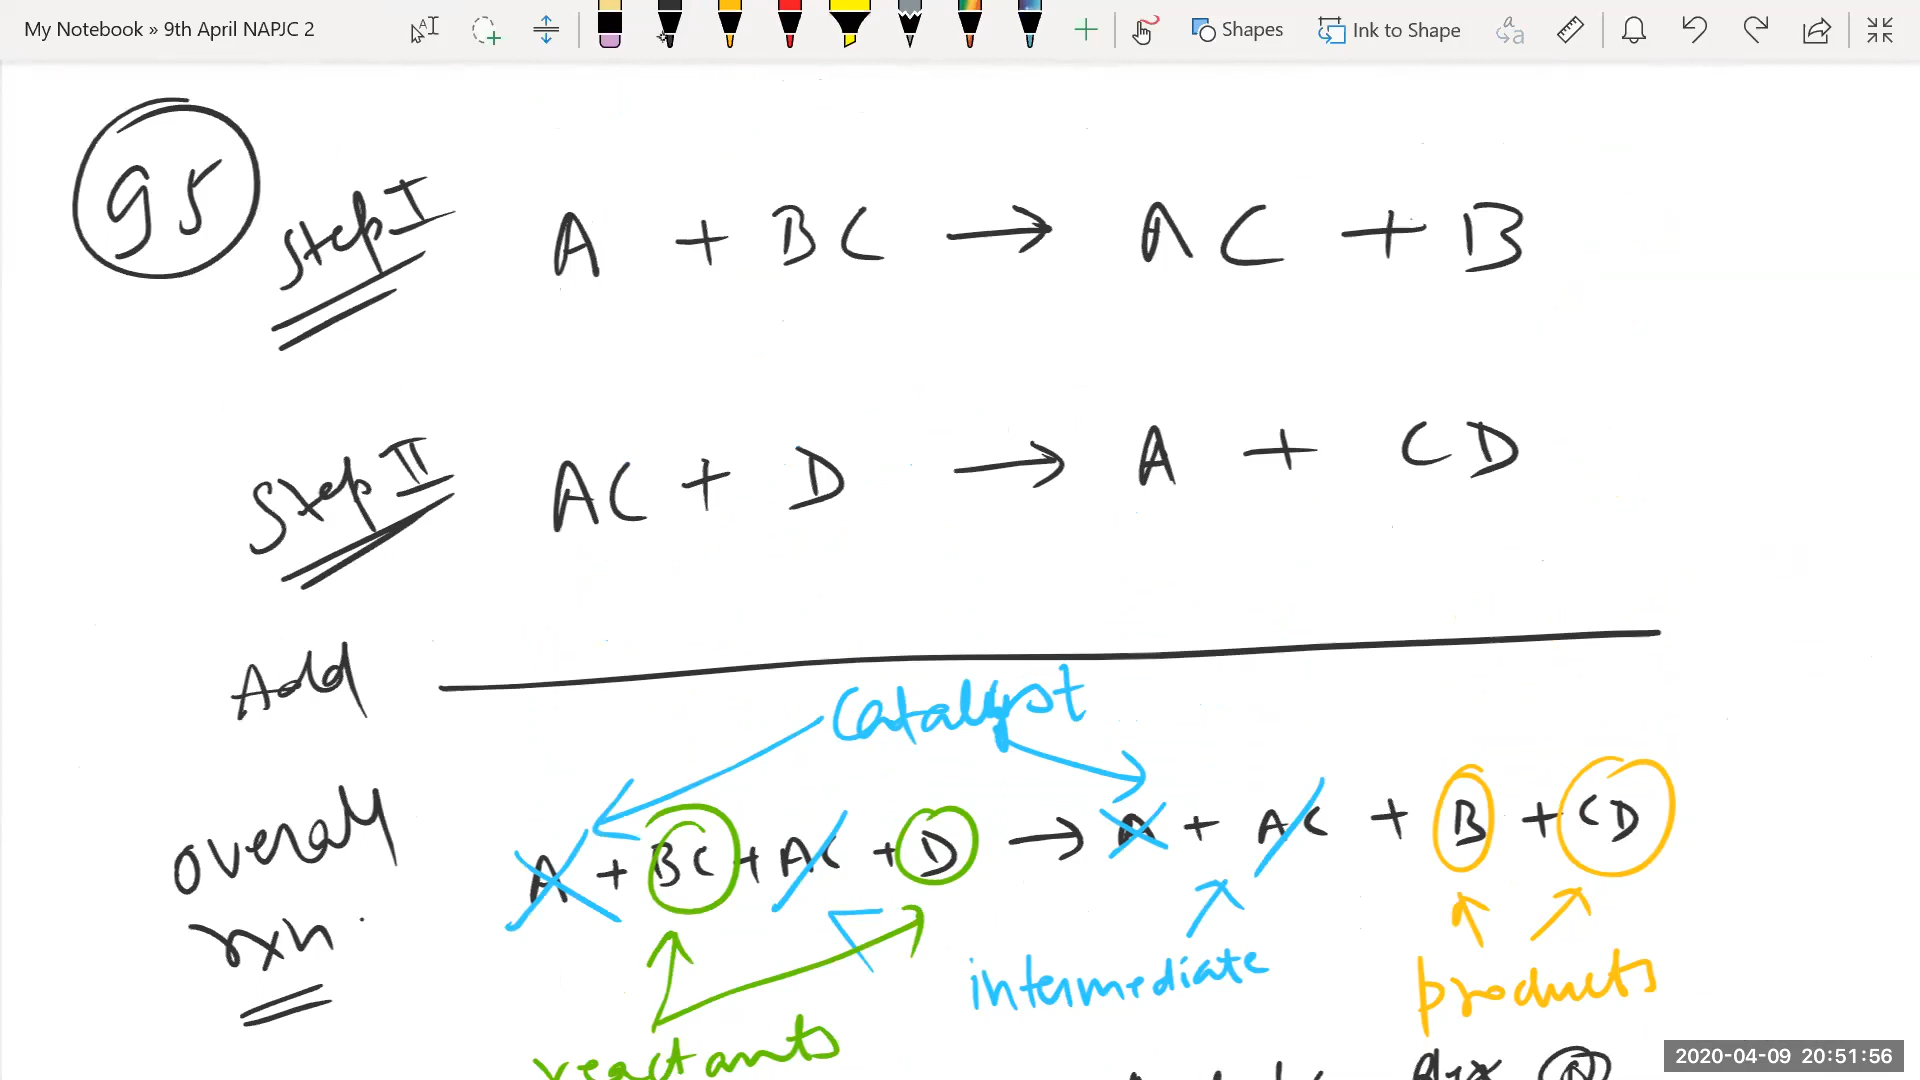 My Notebook » 9th April NAPJC 2
Shapes
Ink to Shape
95
Step I A + BC → AC + B
Step II AC + D → A + CD
Add
Catalyst
overall A + BC + AC + D → A + AC + B + CD
rxn
intermediate
products
reactants
2020-04-09 20:51:56